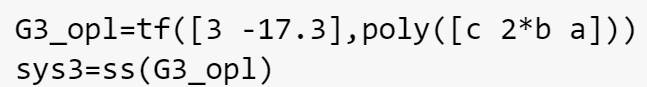 G3_opl=tf([3 -17.3],poly([c 2*b a]))
sys3=ss(G3_opl)